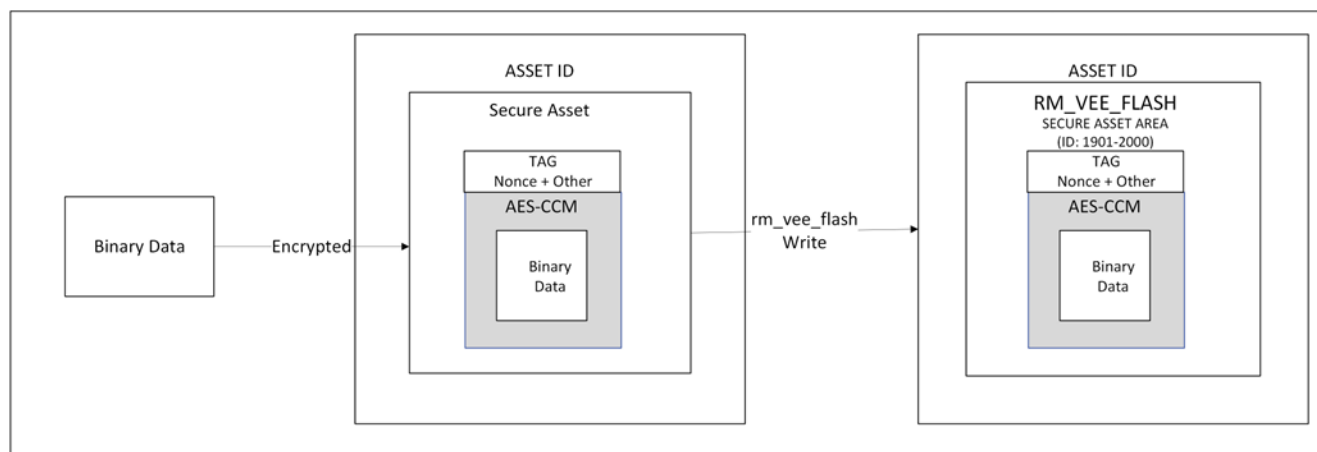 Binary Data
Encrypted
ASSET ID
Secure Asset
TAG
Nonce + Other
AES-CCM
Binary
Data
rm_vee_flash
Write
ASSET ID
RM_VEE_FLASH
SECURE ASSET AREA
(ID: 1901-2000)
TAG
Nonce + Other
AES-CCM
Binary
Data